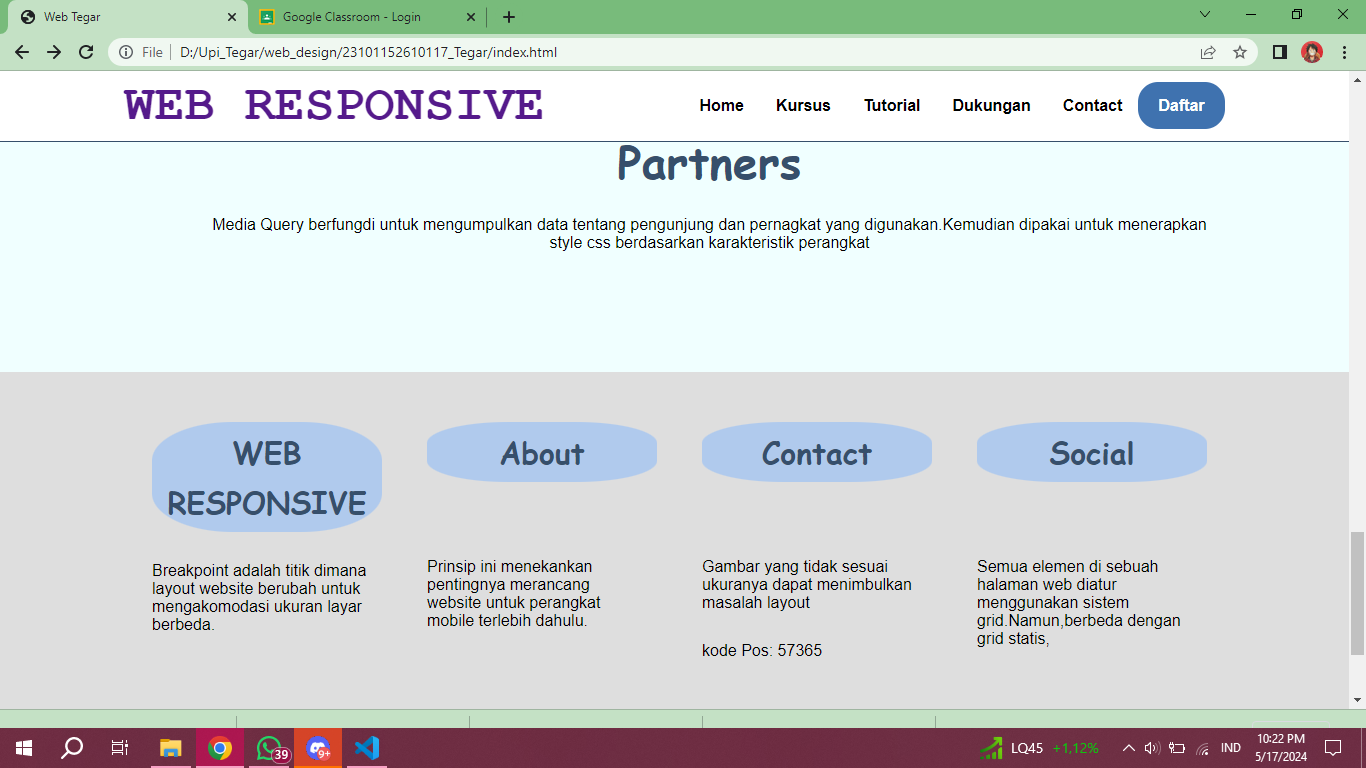 Web Tegar
Google Classroom - Login
File
D:/Upi_Tegar/web_design/23101152610117_Tegar/index.html
WEB RESPONSIVE
Home Kursus Tutorial Dukungan Contact Daftar
Partners
Media Query berfungdi untuk mengumpulkan data tentang pengunjung dan pernagkat yang digunakan.Kemudian dipakai untuk menerapkan
style css berdasarkan karakteristik perangkat
WEB
RESPONSIVE
Breakpoint adalah titik dimana
layout website berubah untuk
mengakomodasi ukuran layar
berbeda.
About
Prinsip ini menekankan
pentingnya merancang
website untuk perangkat
mobile terlebih dahulu.
Contact
Gambar yang tidak sesuai
ukuranya dapat menimbulkan
masalah layout
kode Pos: 57365
Social
Semua elemen di sebuah
halaman web diatur
menggunakan sistem
grid.Namun,berbeda dengan
grid statis,
39
9+
LQ45 +1,12%
IND
10:22 PM
5/17/2024